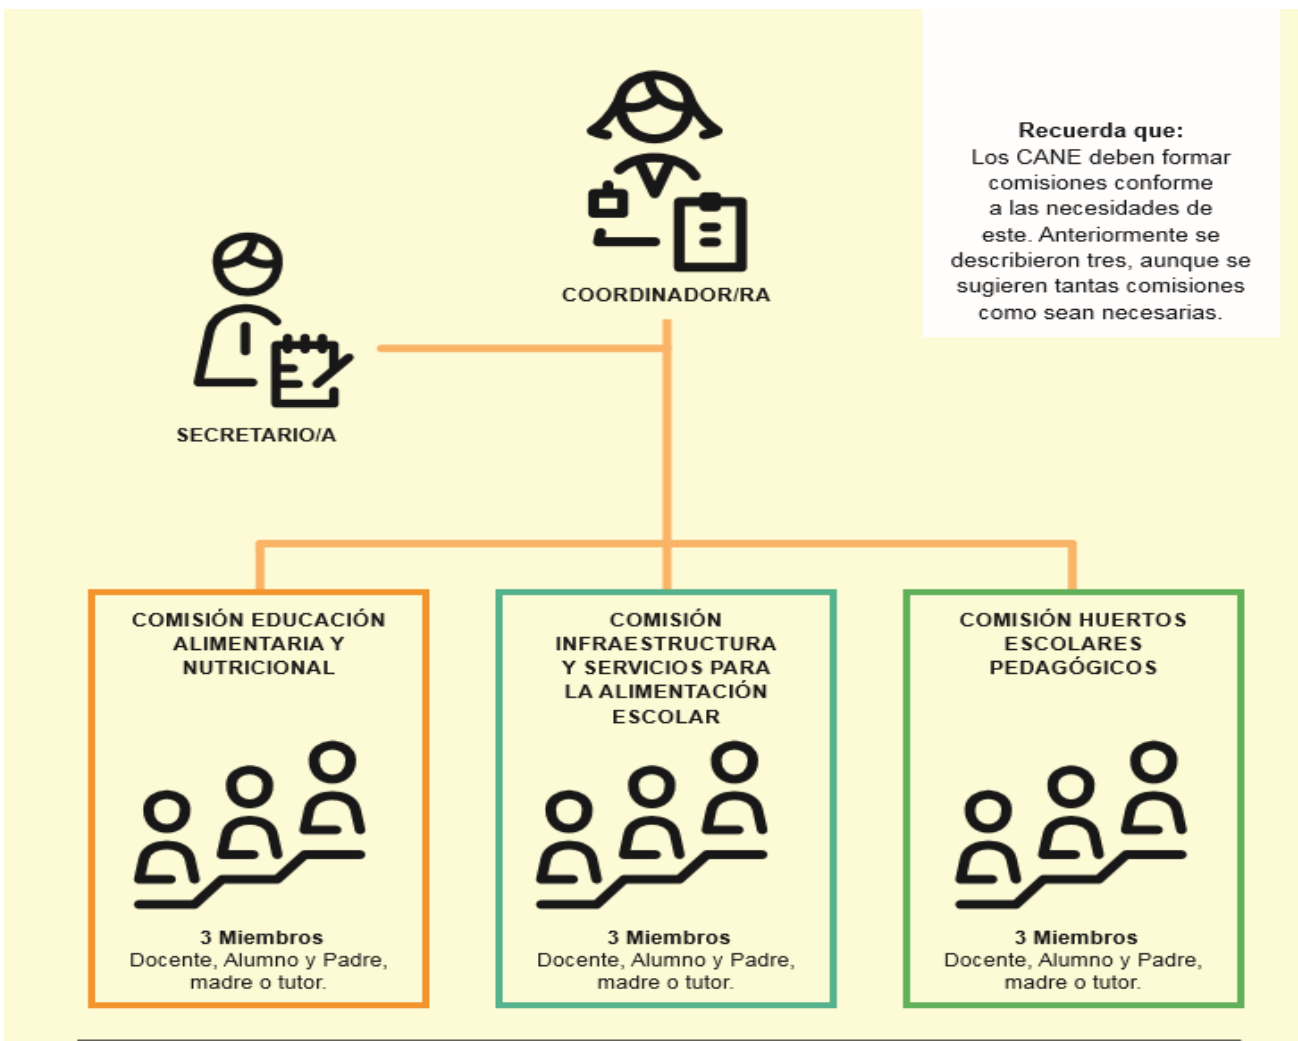 Recuerda que:
Los CANE deben formar
comisiones conforme
a las necesidades de
este. Anteriormente se
describieron tres, aunque se
sugieren tantas comisiones
como sean necesarias.
COORDINADOR/RA
SECRETARIO/A
COMISIÓN EDUCACIÓN
ALIMENTARIA Y
NUTRICIONAL
3 Miembros
Docente, Alumno y Padre,
madre o tutor.
COMISIÓN
INFRAESTRUCTURA
Y SERVICIOS PARA
LA ALIMENTACIÓN
ESCOLAR
3 Miembros
Docente, Alumno y Padre,
madre o tutor.
COMISIÓN HUERTOS
ESCOLARES
PEDAGÓGICOS
3 Miembros
Docente, Alumno y Padre,
madre o tutor.